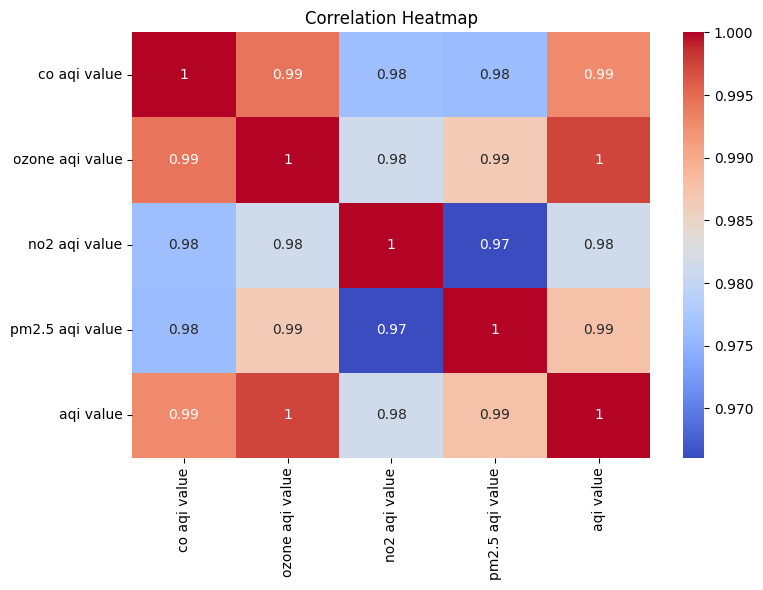 Correlation Heatmap
co aqi value 1 0.99 0.98 0.98 0.99
ozone aqi value 0.99 1 0.98 0.99 1
no2 aqi value 0.98 0.98 1 0.97 0.98
pm2.5 aqi value 0.98 0.99 0.97 1 0.99
aqi value 0.99 1 0.98 0.99 1
co aqi value
ozone aqi value
no2 aqi value
pm2.5 aqi value
aqi value
1.000
0.995
0.990
0.985
0.980
0.975
0.970